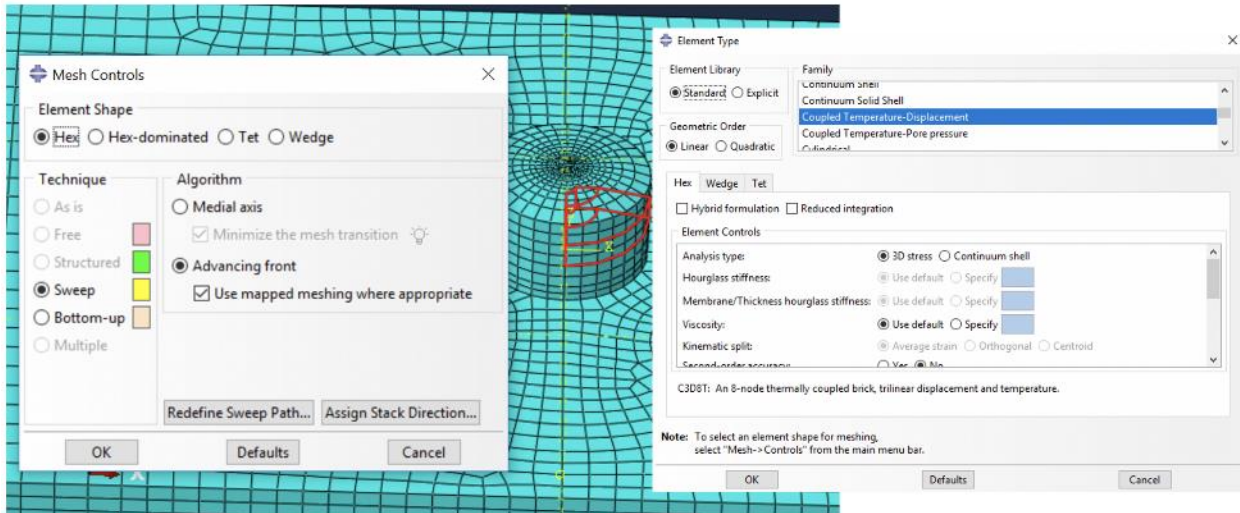 Mesh Controls
Element Shape
Hex Hex-dominated Tet Wedge
Technique
As is
Free
Structured
Sweep
Bottom-up
Multiple
Algorithm
Medial axis
Minimize the mesh transition
Advancing front
Use mapped meshing where appropriate
Redefine Sweep Path... Assign Stack Direction...
OK Defaults Cancel
X
Element Type
Element Library
Standard Explicit
Geometric Order
Linear Quadratic
Family
Continuum Shell
Continuum Solid Shell
Coupled Temperature-Displacement
Coupled Temperature-Pore pressure
Cylindrical
Hex Wedge Tet
Hybrid formulation Reduced integration
Element Controls
Analysis type: 3D stress Continuum shell
Hourglass stiffness: Use default Specify
Membrane/Thickness hourglass stiffness: Use default Specify
Viscosity: Use default Specify
Kinematic split: Average strain Orthogonal Centroid
Second-order accuracy: Yes No
C3D8T: An 8-node thermally coupled brick, trilinear displacement and temperature.
Note: To select an element shape for meshing,
select "Mesh->Controls" from the main menu bar.
OK Defaults Cancel